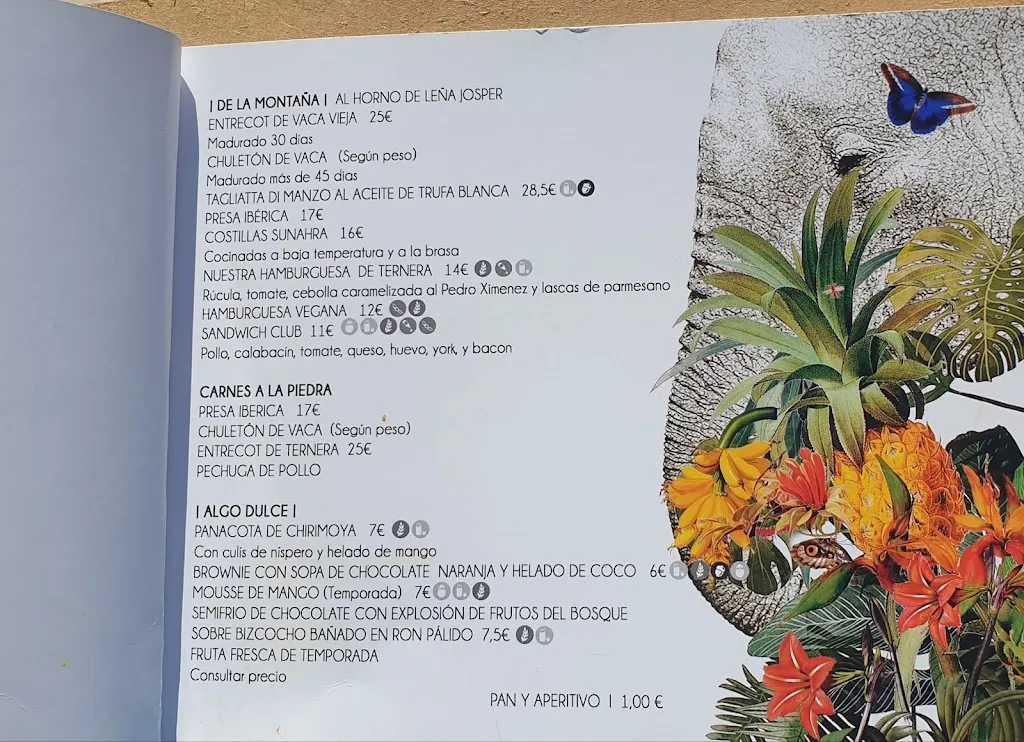 | DE LA MONTAÑA | AL HORNO DE LEÑA JOSPER
ENTRECOT DE VACA VIEJA 25€
Madurado 30 días
CHULETÓN DE VACA (Según peso)
Madurado más de 45 días
TAGLIATTA DI MANZO AL ACEITE DE TRUFA BLANCA 28,5€
PRESA IBÉRICA 17€
COSTILLAS SUNAHRA 16€
Cocinadas a baja temperatura y a la brasa
NUESTRA HAMBURGUESA DE TERNERA 14€
Rúcula, tomate, cebolla caramelizada al Pedro Ximenez y lascas de parmesano
HAMBURGUESA VEGANA 12€
SANDWICH CLUB 11€
Pollo, calabacín, tomate, queso, huevo, york, y bacon
CARNES A LA PIEDRA
PRESA IBERICA 17€
CHULETÓN DE VACA (Según peso)
ENTRECOT DE TERNERA 25€
PECHUGA DE POLLO
| ALGO DULCE |
PANACOTA DE CHIRIMOYA 7€
Con culís de níspero y helado de mango
BROWNIE CON SOPA DE CHOCOLATE NARANJA Y HELADO DE COCO 6€
MOUSSE DE MANGO (Temporada) 7€
SEMIFRIO DE CHOCOLATE CON EXPLOSIÓN DE FRUTOS DEL BOSQUE
SOBRE BIZCOCHO BAÑADO EN RON PÁLIDO 7,5€
FRUTA FRESCA DE TEMPORADA
Consultar precio
PAN Y APERITIVO | 1,00 €